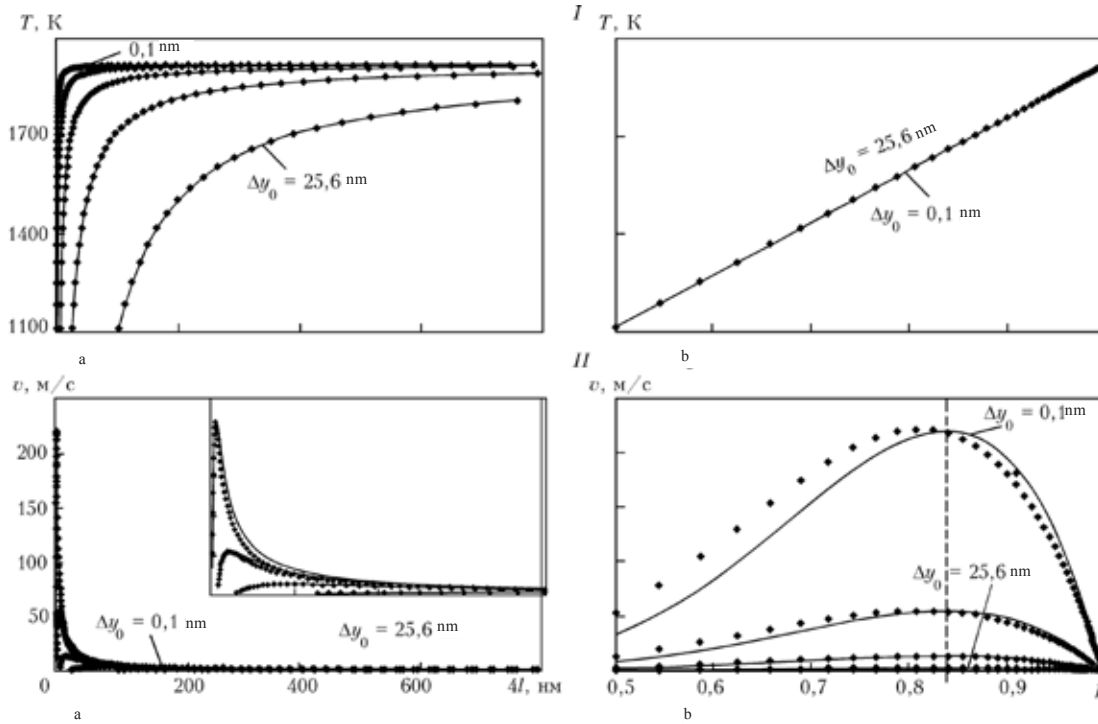 T, К
I
T, К
0,1 nm
1700
1400
1100
Δy0 = 25,6 nm
Δy0 = 25,6 nm
Δy0 = 0,1 nm
a
b
II
v, м/с
v, м/с
200
150
100
50
Δy0 = 0,1 nm
Δy0 = 25,6 nm
Δy0 = 0,1nm
Δy0 = 25,6 nm
0
200
400
600
4l, нм
0,5
0,6
0,7
0,8
0,9
a
b